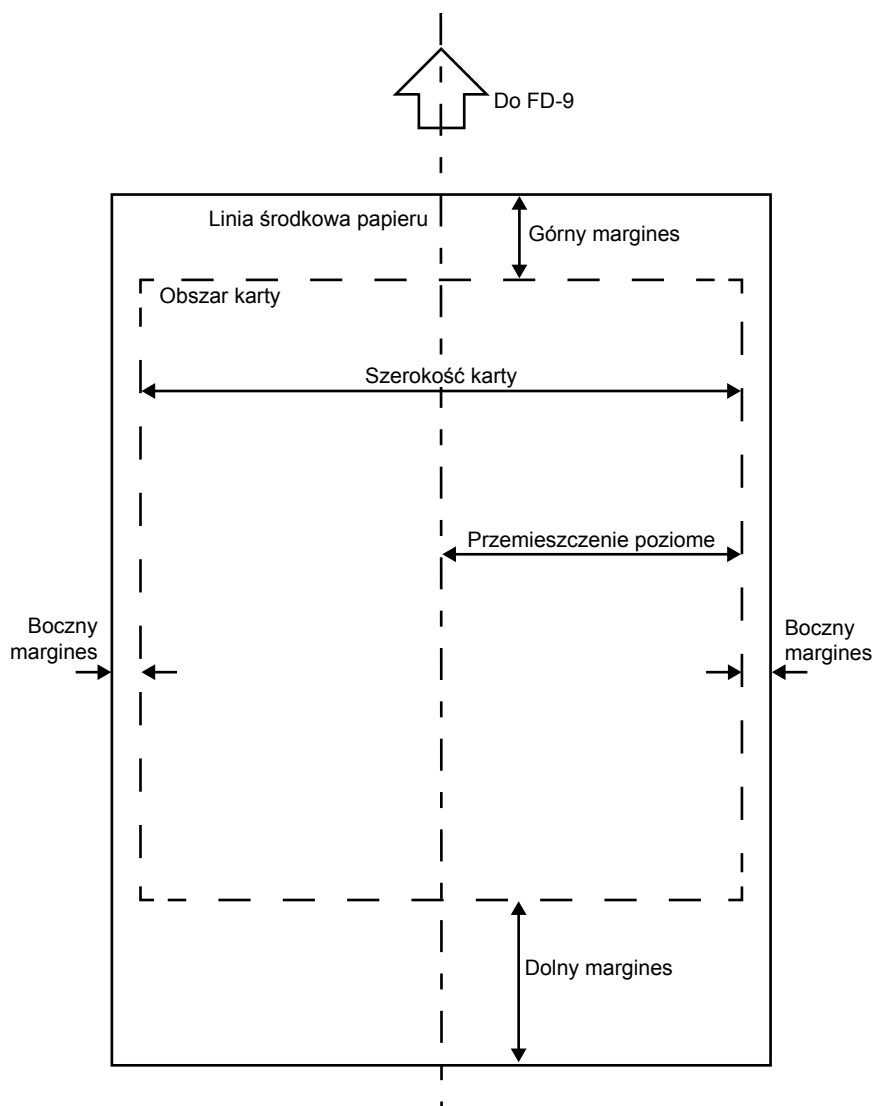 Do FD-9
Linia środkowa papieru
Górny margines
Obszar karty
Szerokość karty
Przemieszczenie poziome
Boczny
margines
Boczny
margines
Dolny margines